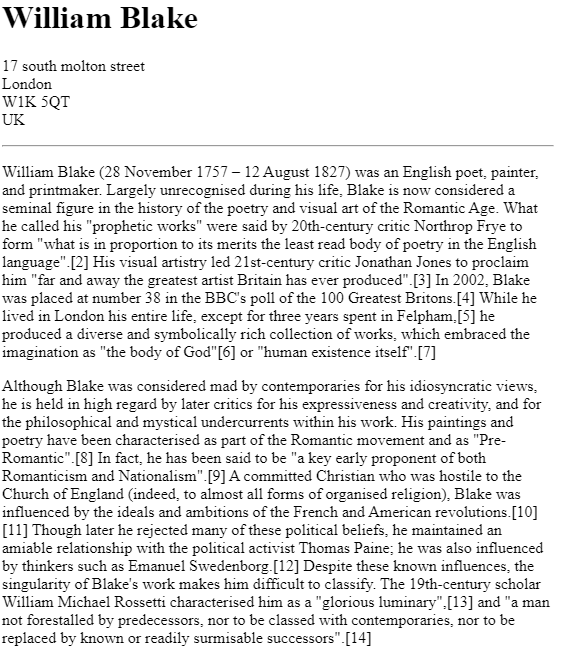 William Blake
17 south molton street
London
W1K 5QT
UK
William Blake (28 November 1757 – 12 August 1827) was an English poet, painter,
and printmaker. Largely unrecognised during his life, Blake is now considered a
seminal figure in the history of the poetry and visual art of the Romantic Age. What
he called his "prophetic works" were said by 20th-century critic Northrop Frye to
form "what is in proportion to its merits the least read body of poetry in the English
language".[2] His visual artistry led 21st-century critic Jonathan Jones to proclaim
him "far and away the greatest artist Britain has ever produced".[3] In 2002, Blake
was placed at number 38 in the BBC's poll of the 100 Greatest Britons.[4] While he
lived in London his entire life, except for three years spent in Felpham,[5] he
produced a diverse and symbolically rich collection of works, which embraced the
imagination as "the body of God"[6] or "human existence itself".[7]
Although Blake was considered mad by contemporaries for his idiosyncratic views,
he is held in high regard by later critics for his expressiveness and creativity, and for
the philosophical and mystical undercurrents within his work. His paintings and
poetry have been characterised as part of the Romantic movement and as "Pre-
Romantic".[8] In fact, he has been said to be "a key early proponent of both
Romanticism and Nationalism".[9] A committed Christian who was hostile to the
Church of England (indeed, to almost all forms of organised religion), Blake was
influenced by the ideals and ambitions of the French and American revolutions.[10]
[11] Though later he rejected many of these political beliefs, he maintained an
amiable relationship with the political activist Thomas Paine; he was also influenced
by thinkers such as Emanuel Swedenborg.[12] Despite these known influences, the
singularity of Blake's work makes him difficult to classify. The 19th-century scholar
William Michael Rossetti characterised him as a "glorious luminary",[13] and "a man
not forestalled by predecessors, nor to be classed with contemporaries, nor to be
replaced by known or readily surmisable successors".[14]